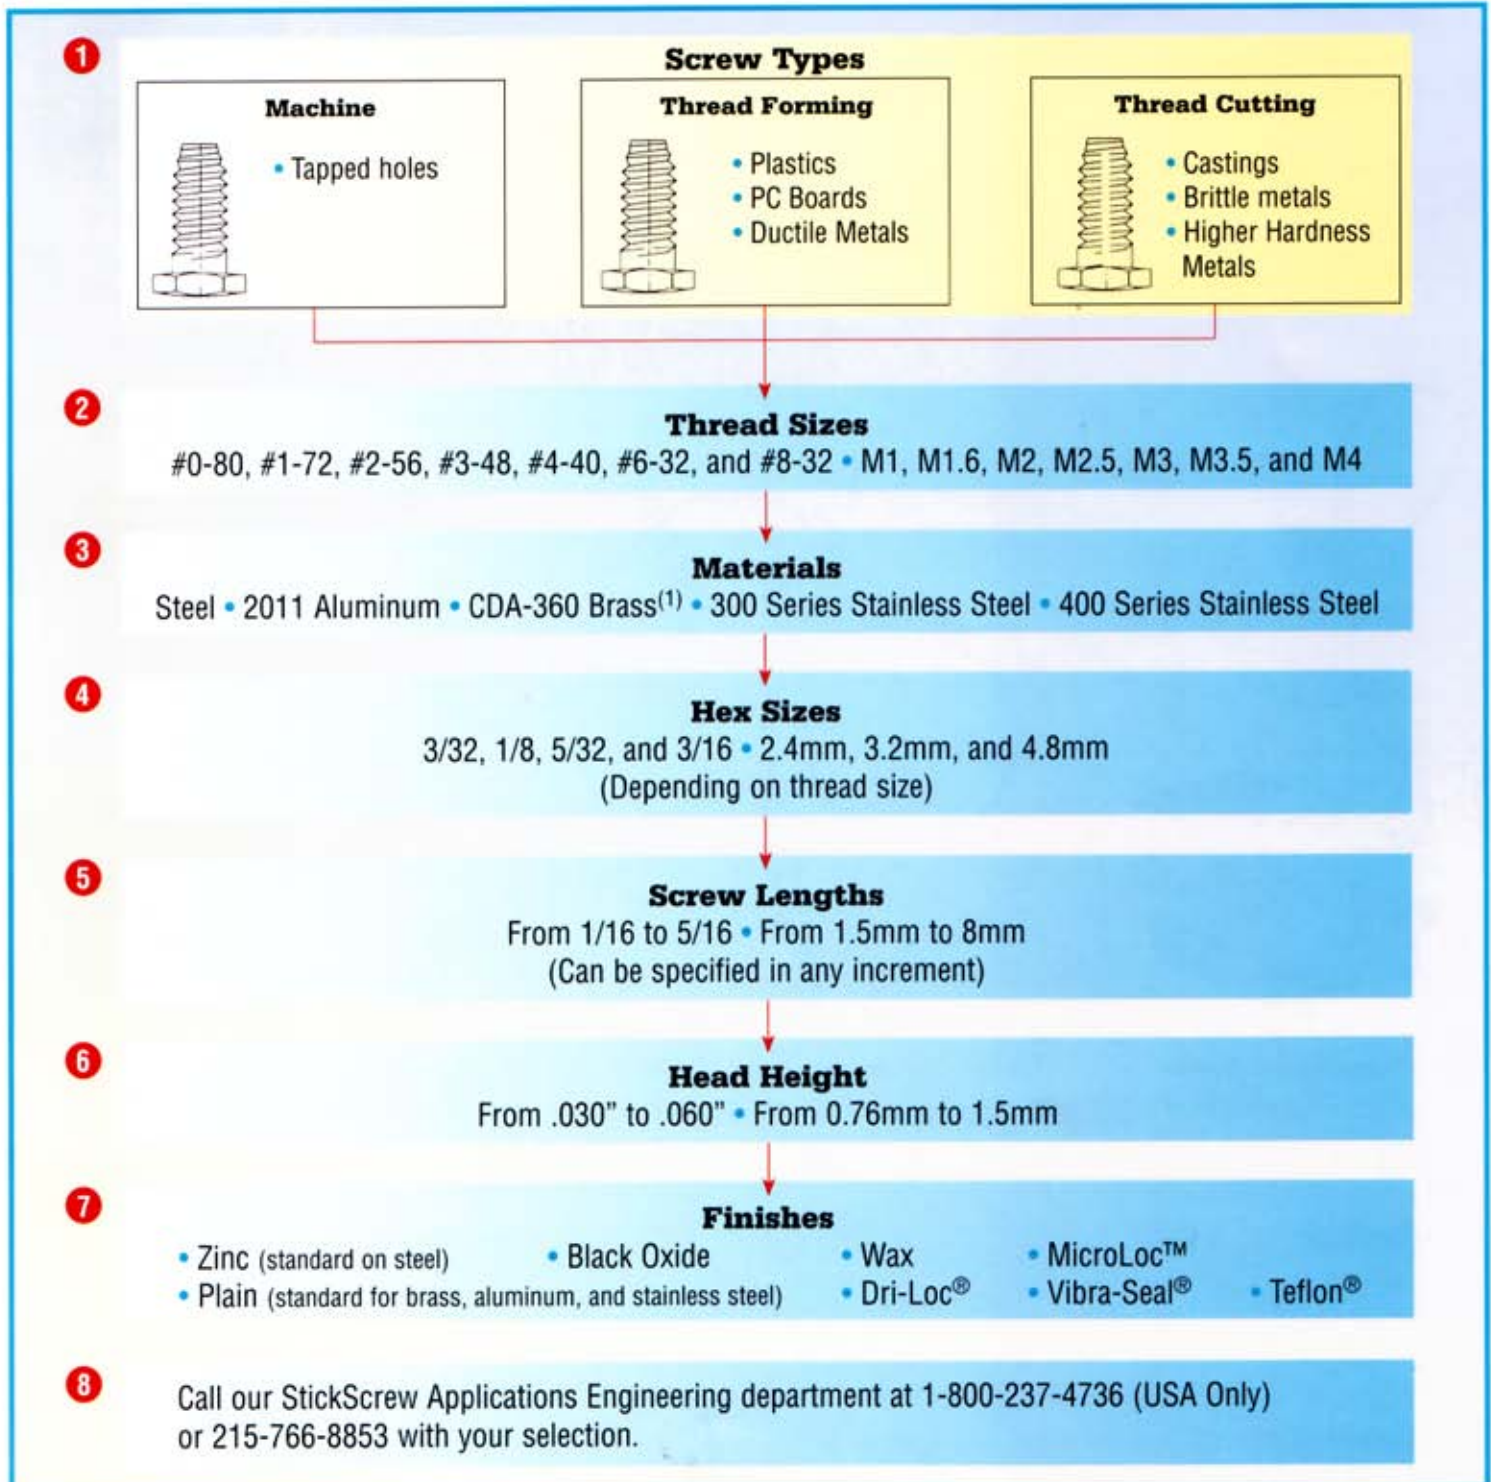 1
Screw Types
Machine
• Tapped holes
Thread Forming
• Plastics
• PC Boards
• Ductile Metals
Thread Cutting
• Castings
• Brittle metals
• Higher Hardness
Metals
2
Thread Sizes
#0-80, #1-72, #2-56, #3-48, #4-40, #6-32, and #8-32 • M1, M1.6, M2, M2.5, M3, M3.5, and M4
3
Materials
Steel • 2011 Aluminum • CDA-360 Brass(1) • 300 Series Stainless Steel • 400 Series Stainless Steel
4
Hex Sizes
3/32, 1/8, 5/32, and 3/16 • 2.4mm, 3.2mm, and 4.8mm
(Depending on thread size)
5
Screw Lengths
From 1/16 to 5/16 • From 1.5mm to 8mm
(Can be specified in any increment)
6
Head Height
From .030” to .060” • From 0.76mm to 1.5mm
7
Finishes
• Zinc (standard on steel) • Black Oxide • Wax • MicroLoc™
• Plain (standard for brass, aluminum, and stainless steel) • Dri-Loc® • Vibra-Seal® • Teflon®
8
Call our StickScrew Applications Engineering department at 1-800-237-4736 (USA Only)
or 215-766-8853 with your selection.